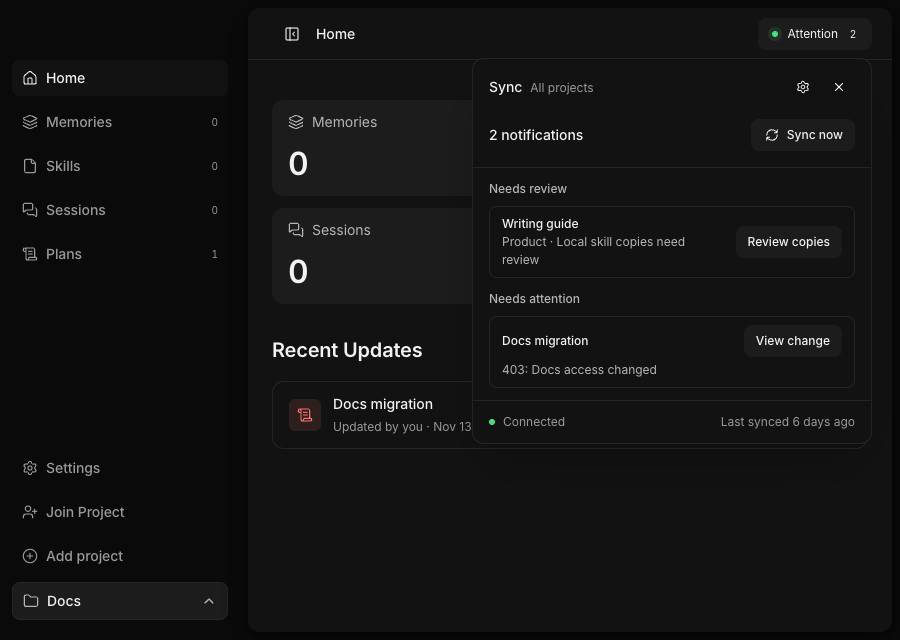 Home
Memories 0
Skills 0
Sessions 0
Plans 1
Settings
Join Project
Add project
Docs
Home
Attention 2
Memories
0
Sessions
0
Recent Updates
Docs migration
Updated by you · Nov 13
Sync All projects
2 notifications
Sync now
Needs review
Writing guide
Product · Local skill copies need
review
Review copies
Needs attention
Docs migration
View change
403: Docs access changed
Connected
Last synced 6 days ago